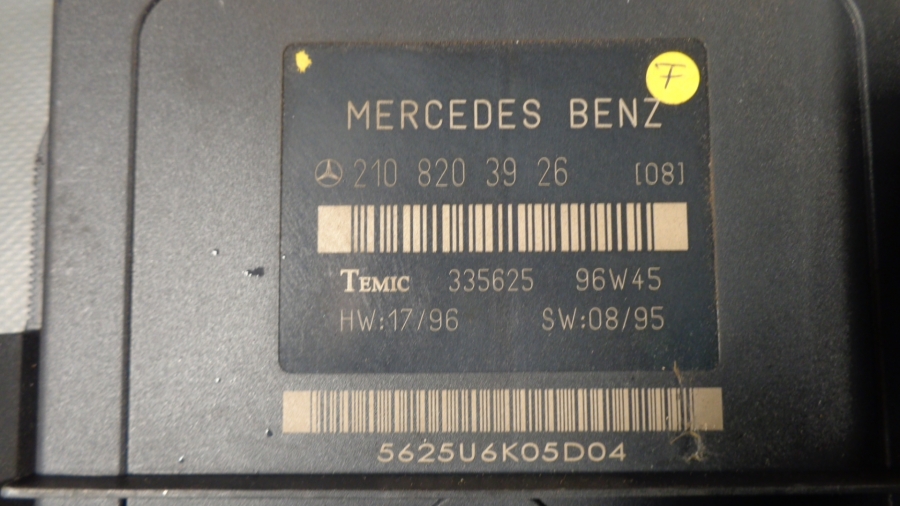 F
MERCEDES BENZ
210 820 39 26 [08]
TEMIC 335625 96W45
HW:17/96 SW:08/95
5625U6K05D04